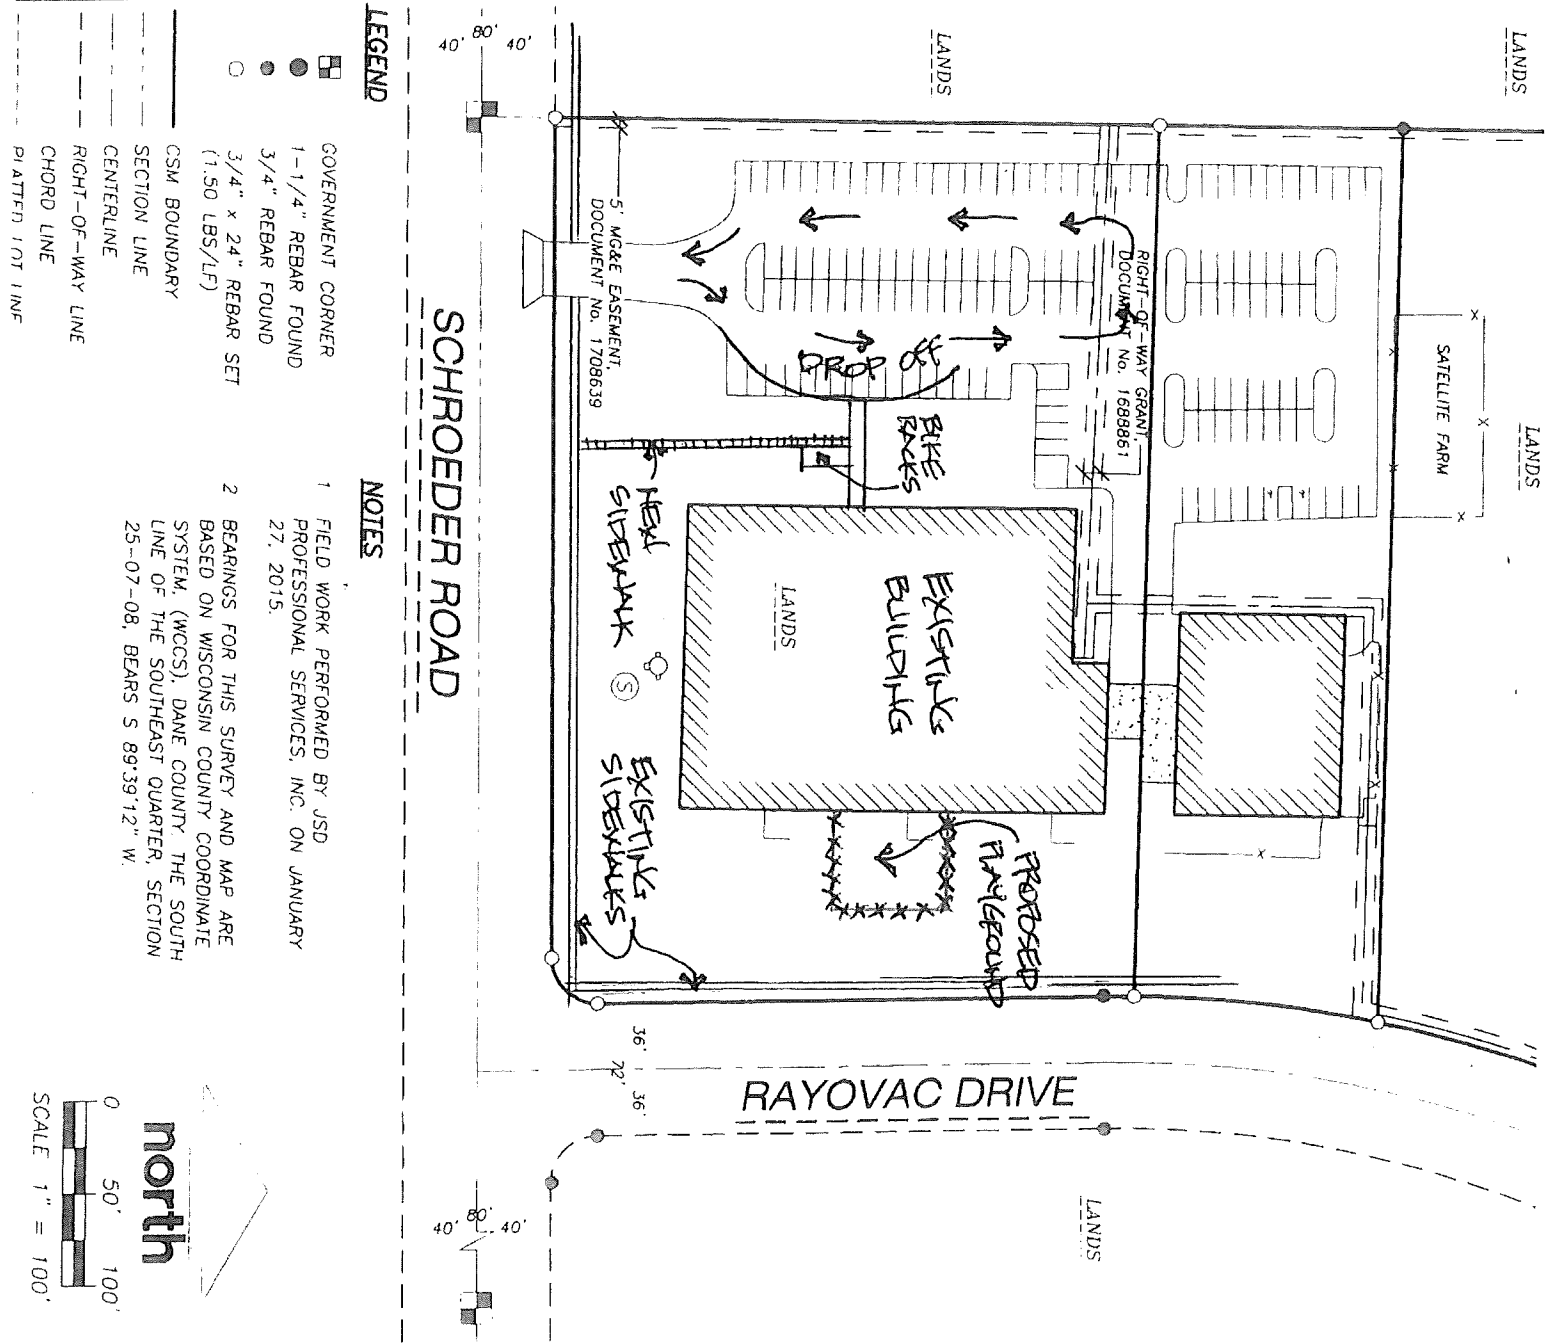 LANDS
LANDS
LANDS
SATELLITE FARM
RIGHT-OF-WAY GRANT,
DOCUMENT No. 1688861
5' MG&E EASEMENT,
DOCUMENT No. 1708639
DROP OFF
BIKE
RACKS
NEW
SIDEWALK
EXISTING
BUILDING
LANDS
S
EXISTING
SIDEWALKS
PROPOSED
PLAYGROUND
40' 80' 40'
SCHROEDER ROAD
36' 72' 36'
RAYOVAC DRIVE
LANDS
40' 80' 40'
LEGEND
GOVERNMENT CORNER
1-1/4" REBAR FOUND
3/4" REBAR FOUND
3/4" x 24" REBAR SET
(1.50 LBS/LF)
CSM BOUNDARY
SECTION LINE
CENTERLINE
RIGHT-OF-WAY LINE
CHORD LINE
PLATTED LOT LINE
NOTES
1 FIELD WORK PERFORMED BY JSD
PROFESSIONAL SERVICES, INC. ON JANUARY
27, 2015.
2 BEARINGS FOR THIS SURVEY AND MAP ARE
BASED ON WISCONSIN COUNTY COORDINATE
SYSTEM, (WCCS), DANE COUNTY. THE SOUTH
LINE OF THE SOUTHEAST QUARTER, SECTION
25-07-08, BEARS S 89°39'12" W.
north
0 50' 100'
SCALE 1" = 100'